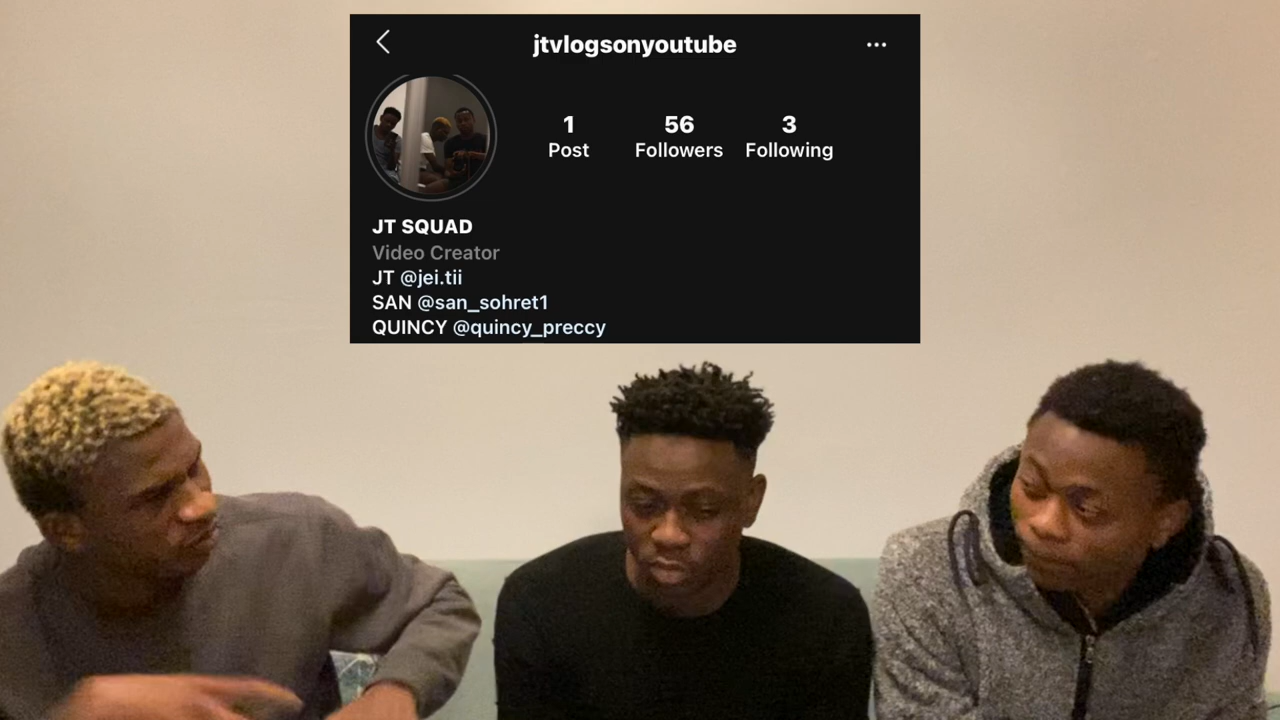 jtvlogsonyoutube
1 56 3
Post Followers Following
JT SQUAD
Video Creator
JT @jei.tii
SAN @san_sohret1
QUINCY @quincy_preccy